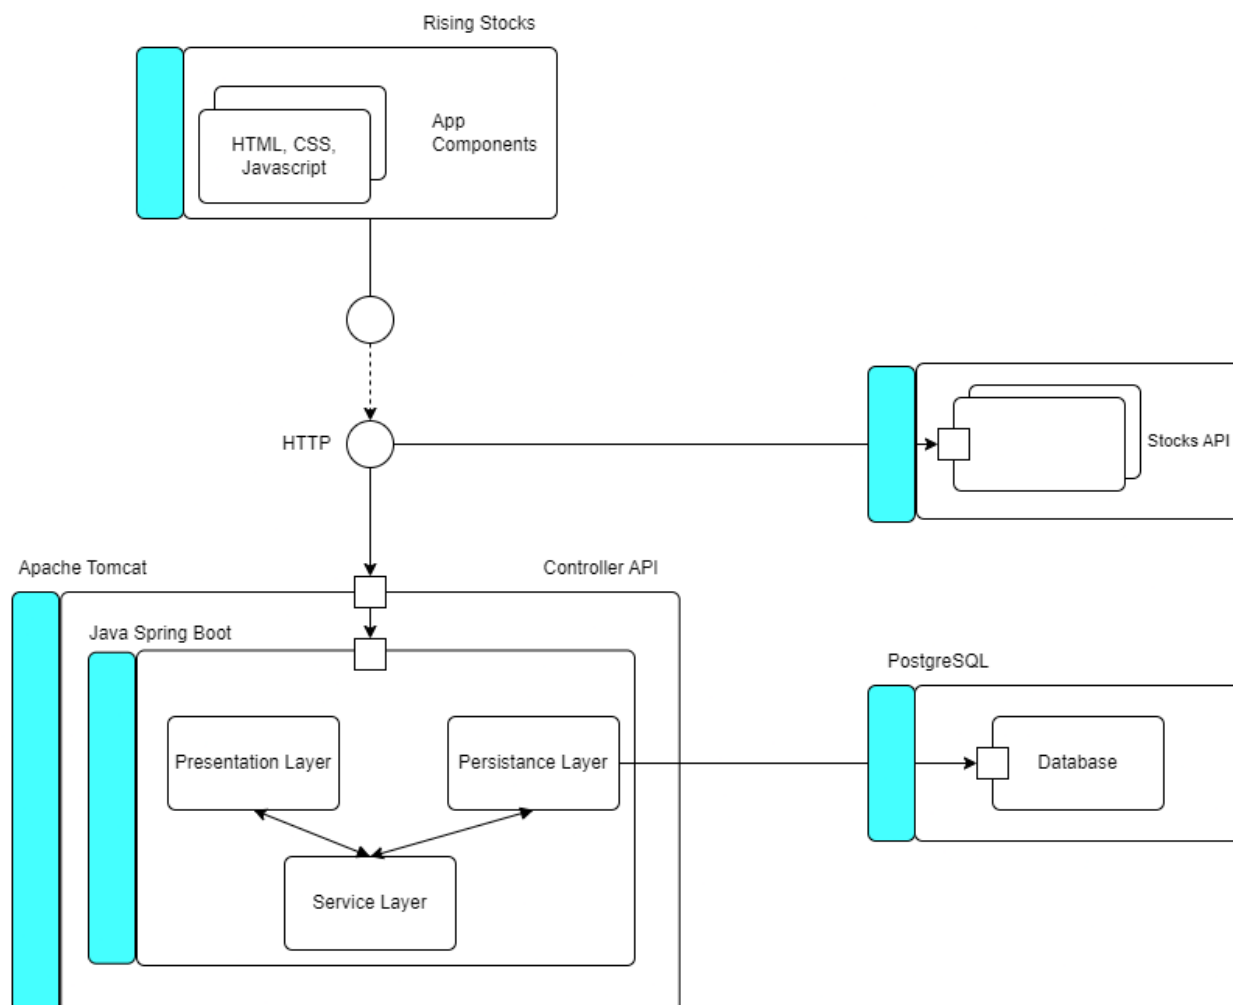 Rising Stocks
App
Components
HTML, CSS,
Javascript
HTTP
Stocks API
Apache Tomcat
Controller API
Java Spring Boot
PostgreSQL
Presentation Layer
Persistance Layer
Database
Service Layer